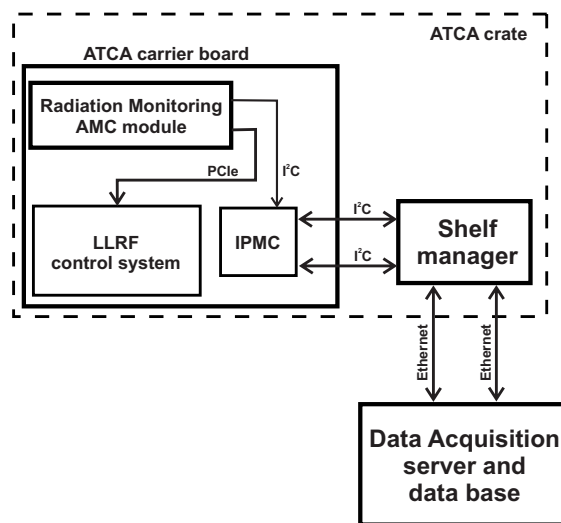 ATCA crate
ATCA carrier board
Radiation Monitoring
AMC module
PCIe
I²C
LLRF
control system
IPMC
I²C
I²C
Shelf
manager
Ethernet
Ethernet
Data Acquisition
server and
data base